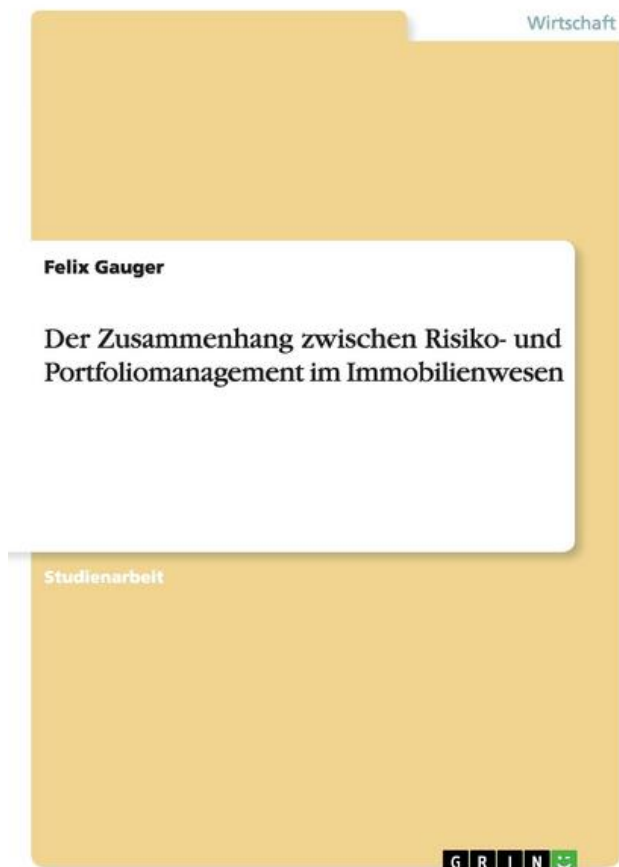 Wirtschaft
Felix Gauger
Der Zusammenhang zwischen Risiko- und
Portfoliomanagement im Immobilienwesen
Studienarbeit
GRIN